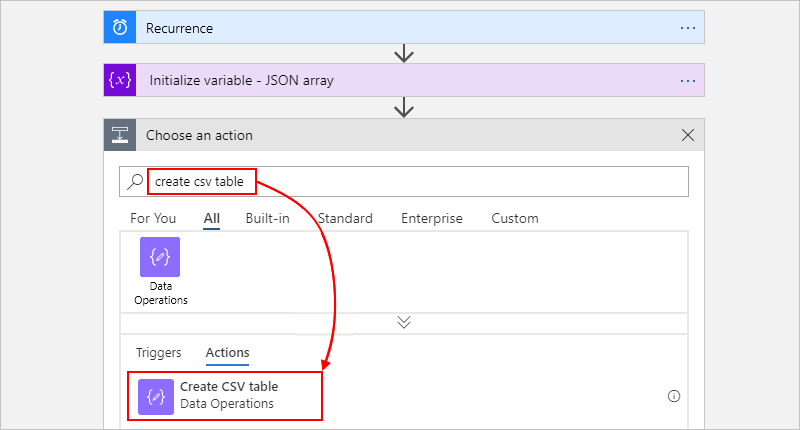 Recurrence
{x} Initialize variable - JSON array
Choose an action
create csv table
For You All Built-in Standard Enterprise Custom
Data
Operations
Triggers Actions
Create CSV table
Data Operations